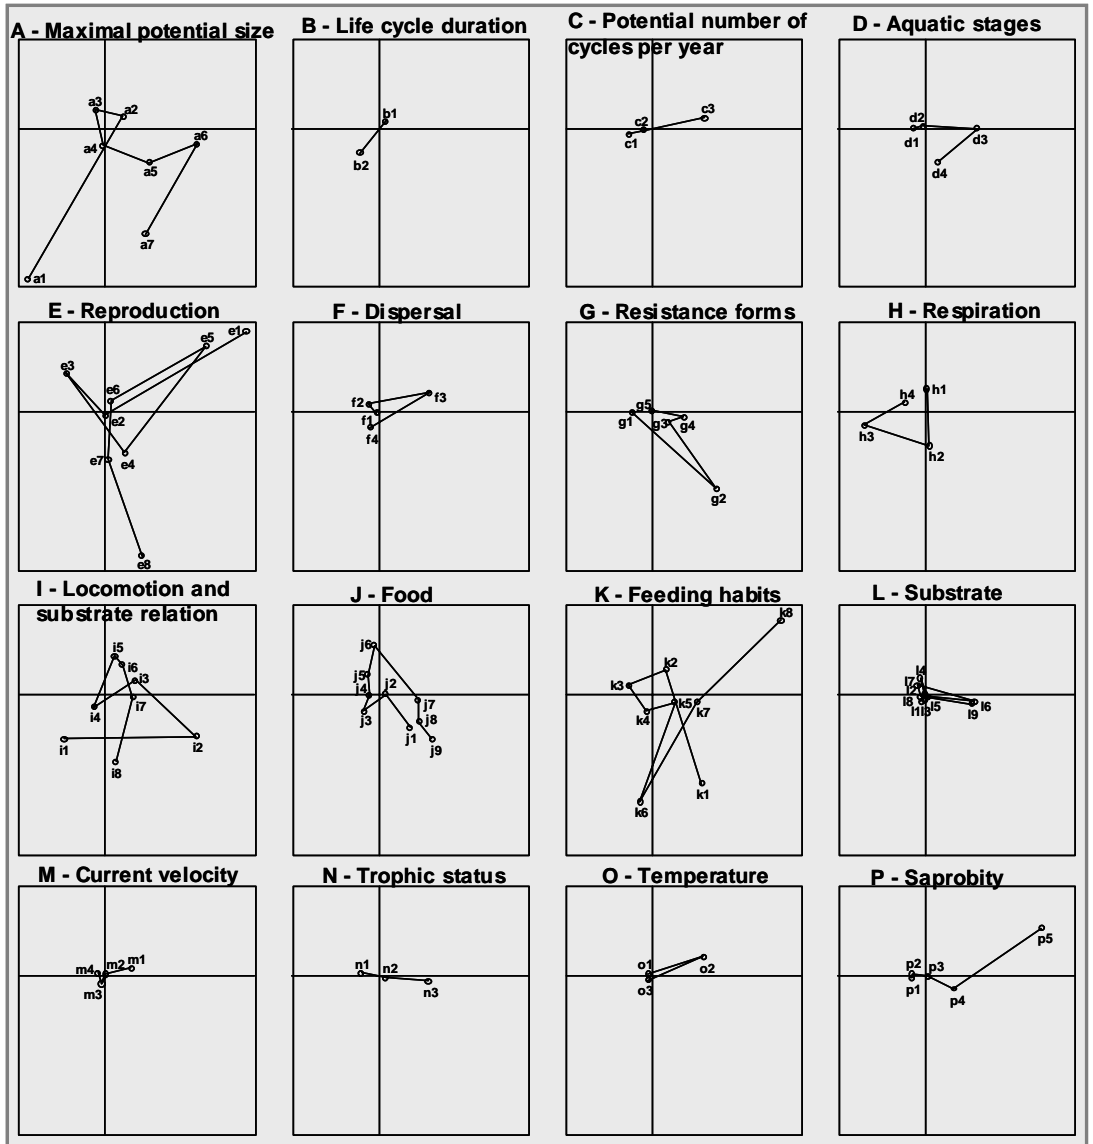 A - Maximal potential size
B - Life cycle duration
C - Potential number of
cycles per year
D - Aquatic stages
a3
a2
a6
a4
a5
a7
a1
b1
b2
c3
c2
c1
d2
d1
d3
d4
E - Reproduction
F - Dispersal
G - Resistance forms
H - Respiration
e1
e5
e3
e6
e2
e7
e4
e8
f2
f3
f1
f4
g5
g1
g3
g4
g2
h1
h4
h3
h2
I - Locomotion and
substrate relation
J - Food
K - Feeding habits
L - Substrate
i5
i6
i3
i7
i4
i1
i2
i8
j6
j5
j4
j2
j3
j7
j8
j1
j9
k8
k2
k3
k5
k7
k4
k1
k6
l4
l7
l2
l8
l1
l3
l5
l6
l9
M - Current velocity
N - Trophic status
O - Temperature
P - Saprobity
m4
m2
m1
m3
n1
n2
n3
o1
o2
o3
p5
p2
p3
p1
p4